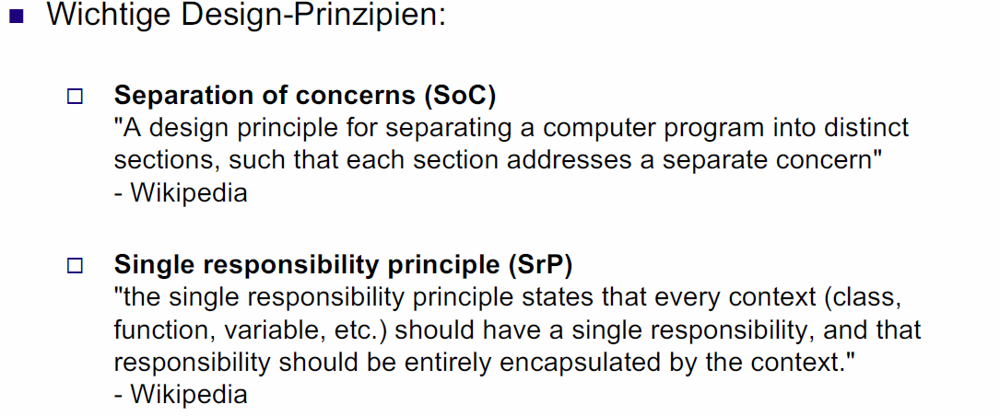 Wichtige Design-Prinzipien:
Separation of concerns (SoC)
"A design principle for separating a computer program into distinct
sections, such that each section addresses a separate concern"
- Wikipedia
Single responsibility principle (SrP)
"the single responsibility principle states that every context (class,
function, variable, etc.) should have a single responsibility, and that
responsibility should be entirely encapsulated by the context."
- Wikipedia